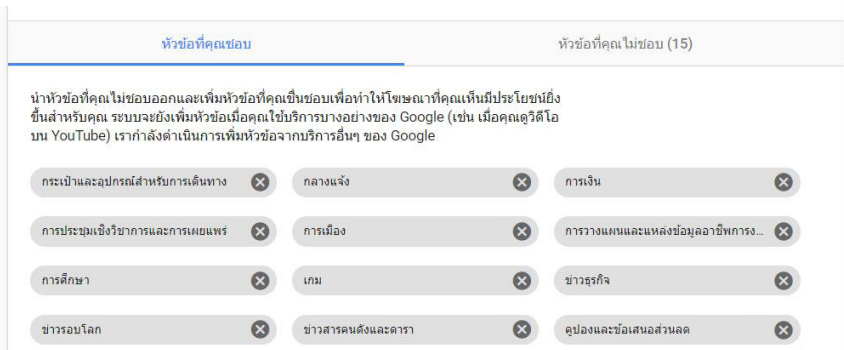 หัวข้อที่คุณชอบ
หัวข้อที่คุณไม่ชอบ (15)
นำหัวข้อที่คุณไม่ชอบออกและเพิ่มหัวข้อที่คุณชื่นชอบเพื่อทำให้โฆษณาที่คุณเห็นมีประโยชน์ยิ่ง
ขึ้นสำหรับคุณ ระบบจะยังเพิ่มหัวข้อเมื่อคุณใช้บริการบางอย่างของ Google (เช่น เมื่อคุณดูวิดีโอ
บน YouTube) เรากำลังดำเนินการเพิ่มหัวข้อจากบริการอื่นๆ ของ Google
กระเป๋าและอุปกรณ์สำหรับการเดินทาง
กลางแจ้ง
การเงิน
การประชุมเชิงวิชาการและการเผยแพร่
การเมือง
การวางแผนและแหล่งข้อมูลอาชีพการง...
การศึกษา
เกม
ข่าวธุรกิจ
ข่าวรอบโลก
ข่าวสารคนดังและดารา
คูปองและข้อเสนอส่วนลด